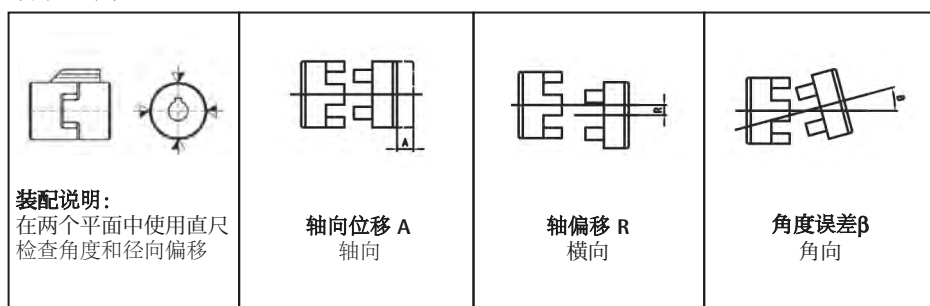 A
R
B
装配说明:
在两个平面中使用直尺
检查角度和径向偏移
轴向位移 A
轴向
轴偏移 R
横向
角度误差β
角向